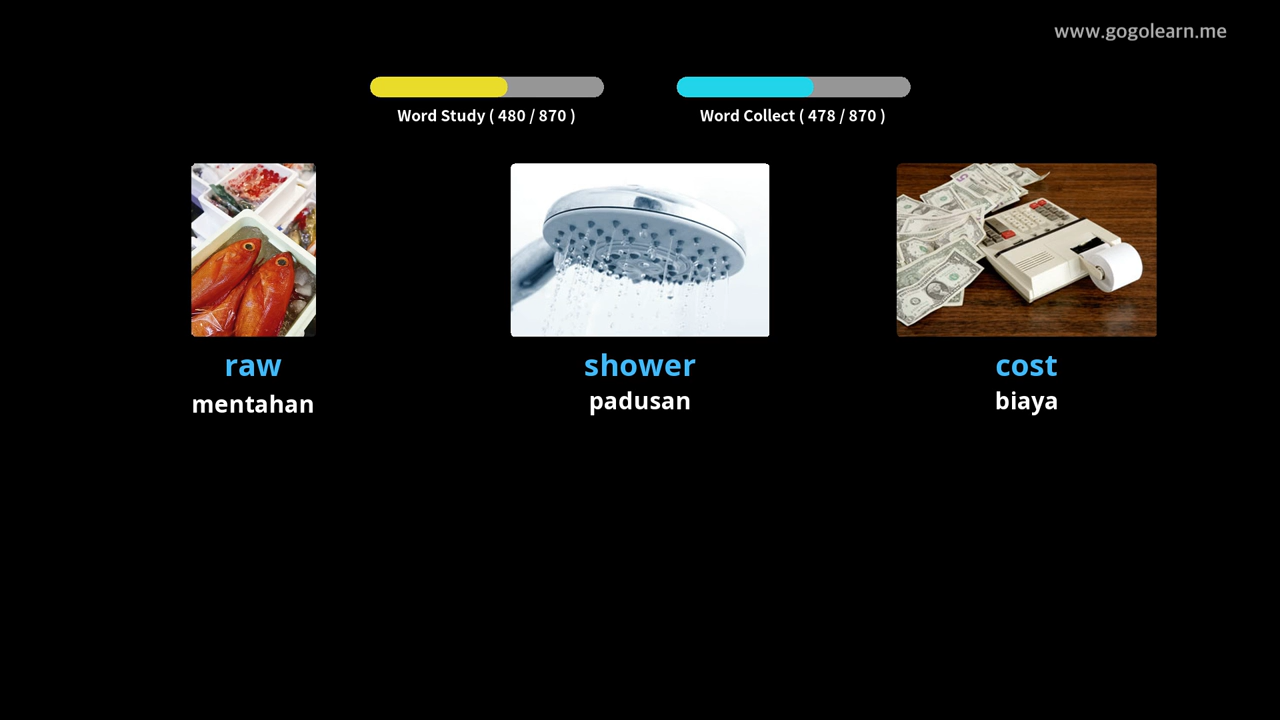 www.gogolearn.me
Word Study ( 480 / 870 )
Word Collect ( 478 / 870 )
raw
mentahan
shower
padusan
cost
biaya